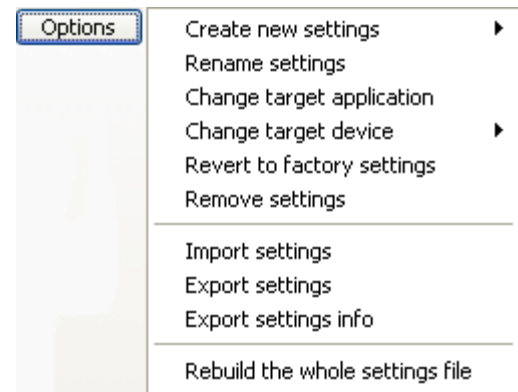 Options
Create new settings
Rename settings
Change target application
Change target device
Revert to factory settings
Remove settings
Import settings
Export settings
Export settings info
Rebuild the whole settings file